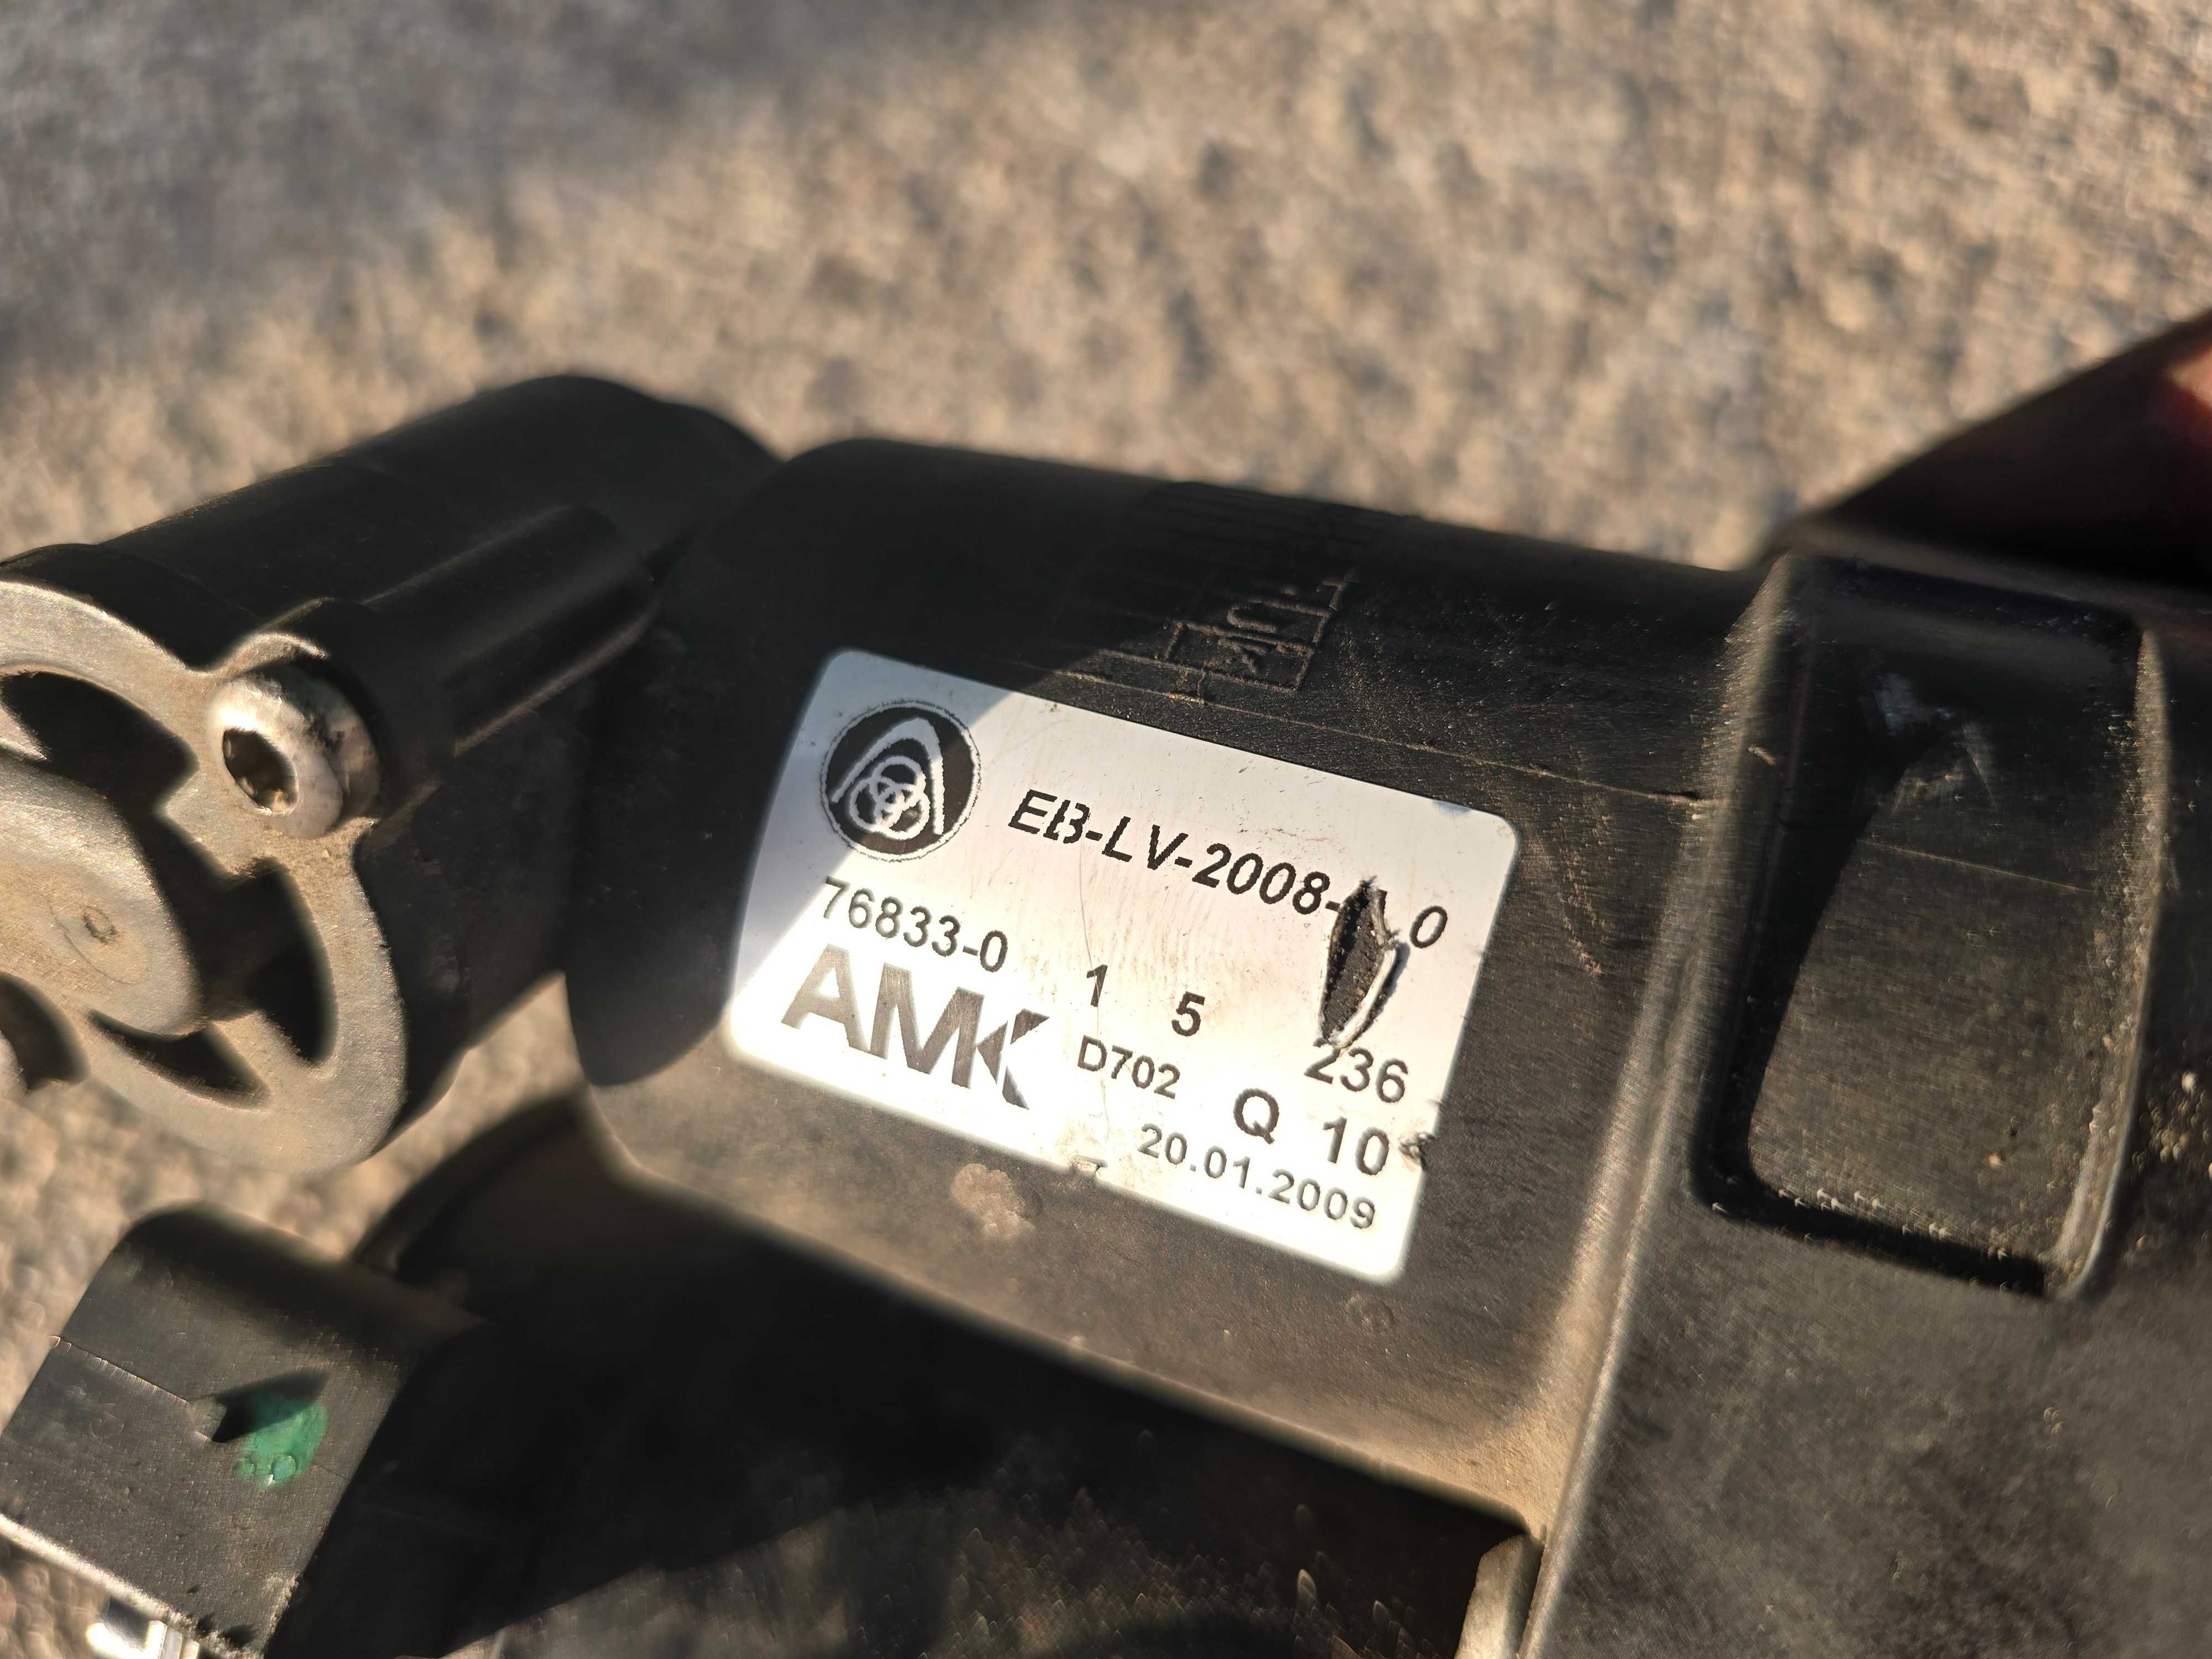 EB-LV-2008- 0
76833-0 1 5 236
AMK D702 Q 10
20.01.2009